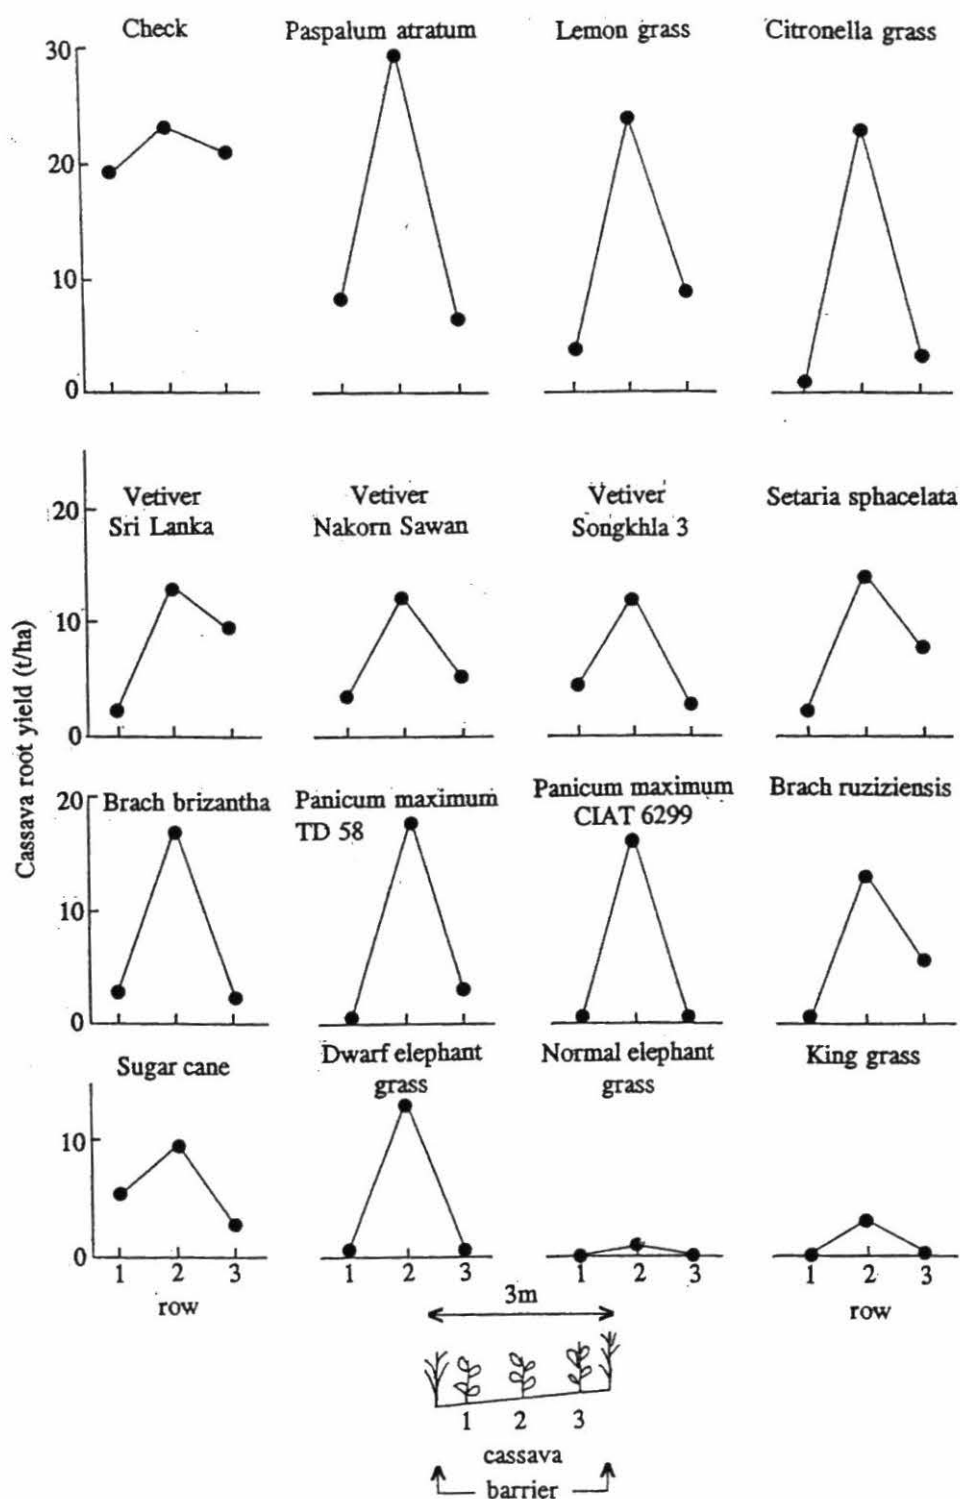 Check
Paspalum atratum
Lemon grass
Citronella grass
30
20
10
0
Vetiver
Sri Lanka
Vetiver
Nakorn Sawan
Vetiver
Songkhla 3
Setaria sphacelata
20
10
0
Cassava root yield (t/ha)
Brach brizantha
Panicum maximum
TD 58
Panicum maximum
CIAT 6299
Brach ruziziensis
20
10
0
Sugar cane
Dwarf elephant
grass
Normal elephant
grass
King grass
10
0
1 2 3
1 2 3
1 2 3
1 2 3
row
row
3m
1 2 3
cassava
barrier